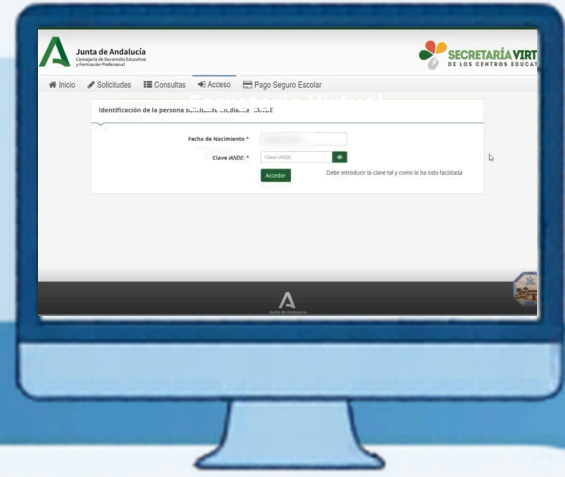 Junta de Andalucía
Consejería de Desarrollo Educativo
y Formación Profesional
SECRETARÍA VIRT
DE LOS CENTROS EDUCAT
Inicio
Solicitudes
Consultas
Acceso
Pago Seguro Escolar
Identificación de la persona
Fecha de Nacimiento *
Clave iANDE: *
Clave iANDE
Acceder
Debe introducir la clave tal y como le ha sido facilitada
Junta de Andalucía